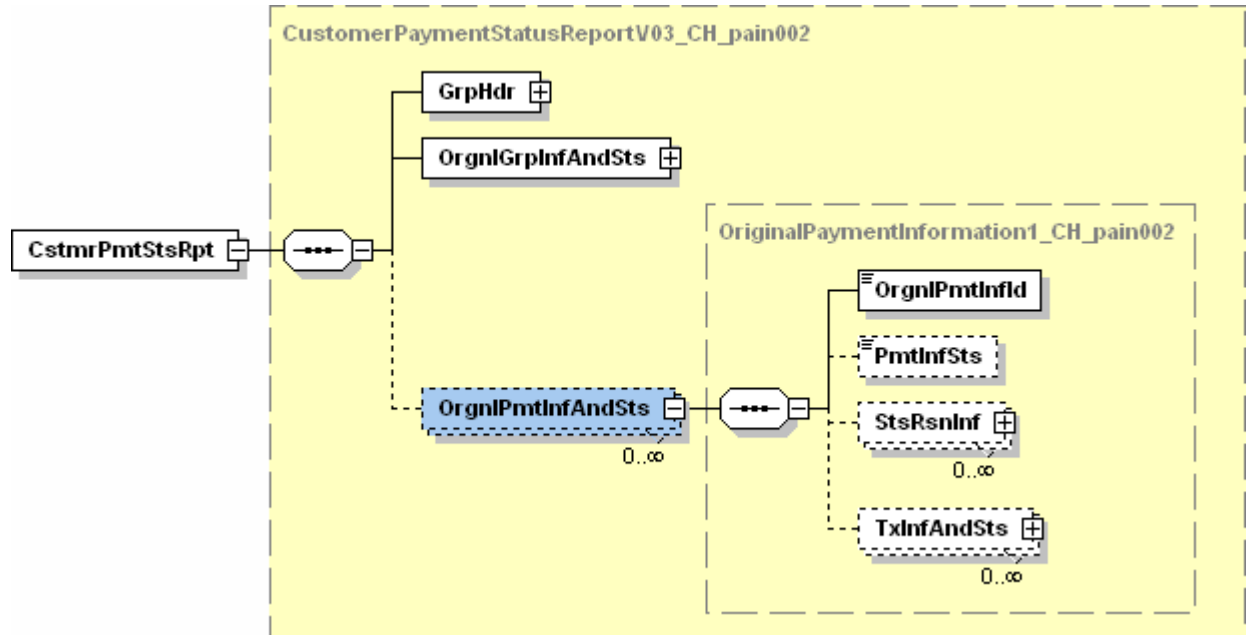 CustomerPaymentStatusReportV03_CH_pain002
GrpHdr
OrgnlGrpInfAndSts
OriginalPaymentInformation1_CH_pain002
CstmrPmtStsRpt
OrgnlPmtInfId
PmtInfSts
OrgnlPmtInfAndSts
0..∞
StsRsnInf
0..∞
TxInfAndSts
0..∞